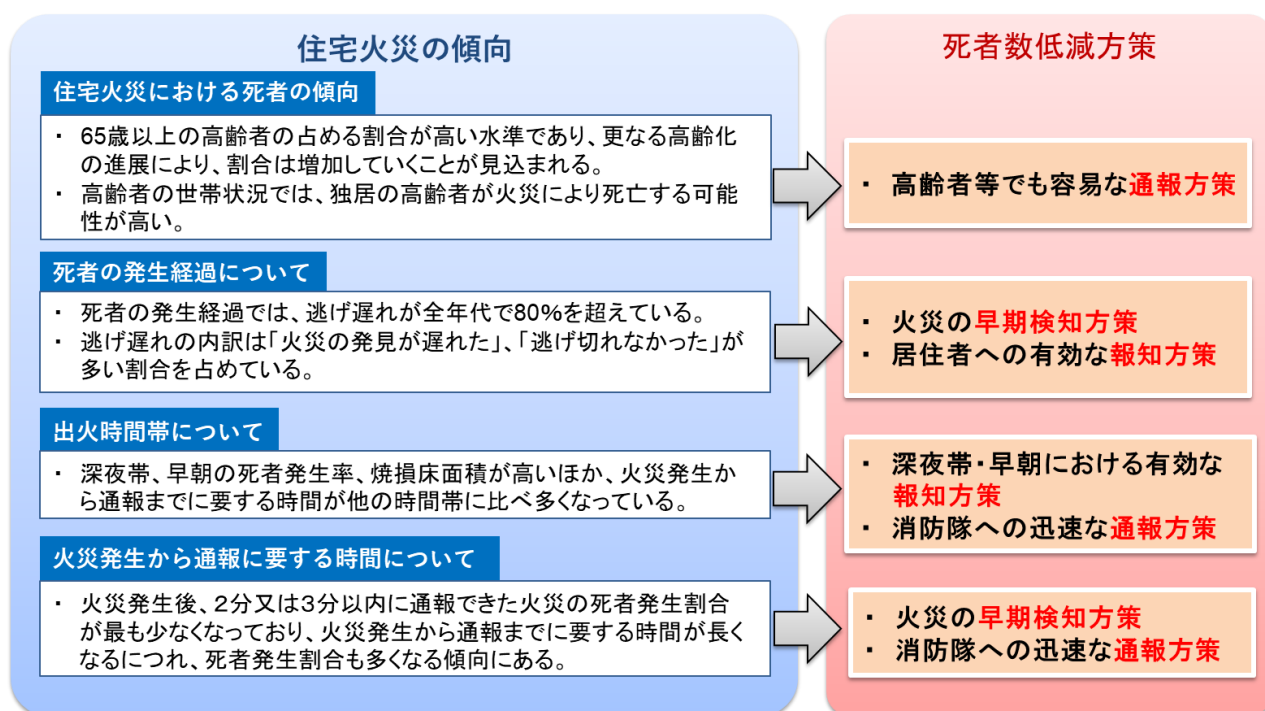 住宅火災の傾向
住宅火災における死者の傾向
・ 65歳以上の高齢者の占める割合が高い水準であり、更なる高齢化
の進展により、割合は増加していくことが見込まれる。
・ 高齢者の世帯状況では、独居の高齢者が火災により死亡する可能
性が高い。
死者の発生経過について
・ 死者の発生経過では、逃げ遅れが全年代で80%を超えている。
・ 逃げ遅れの内訳は「火災の発見が遅れた」、「逃げ切れなかった」が
多い割合を占めている。
出火時間帯について
・ 深夜帯、早朝の死者発生率、焼損床面積が高いほか、火災発生か
ら通報までに要する時間が他の時間帯に比べ多くなっている。
火災発生から通報に要する時間について
・ 火災発生後、2分又は3分以内に通報できた火災の死者発生割合
が最も少なくなっており、火災発生から通報までに要する時間が長く
なるにつれ、死者発生割合も多くなる傾向にある。
死者数低減方策
・ 高齢者等でも容易な通報方策
・ 火災の早期検知方策
・ 居住者への有効な報知方策
・ 深夜帯・早朝における有効な
報知方策
・ 消防隊への迅速な通報方策
・ 火災の早期検知方策
・ 消防隊への迅速な通報方策